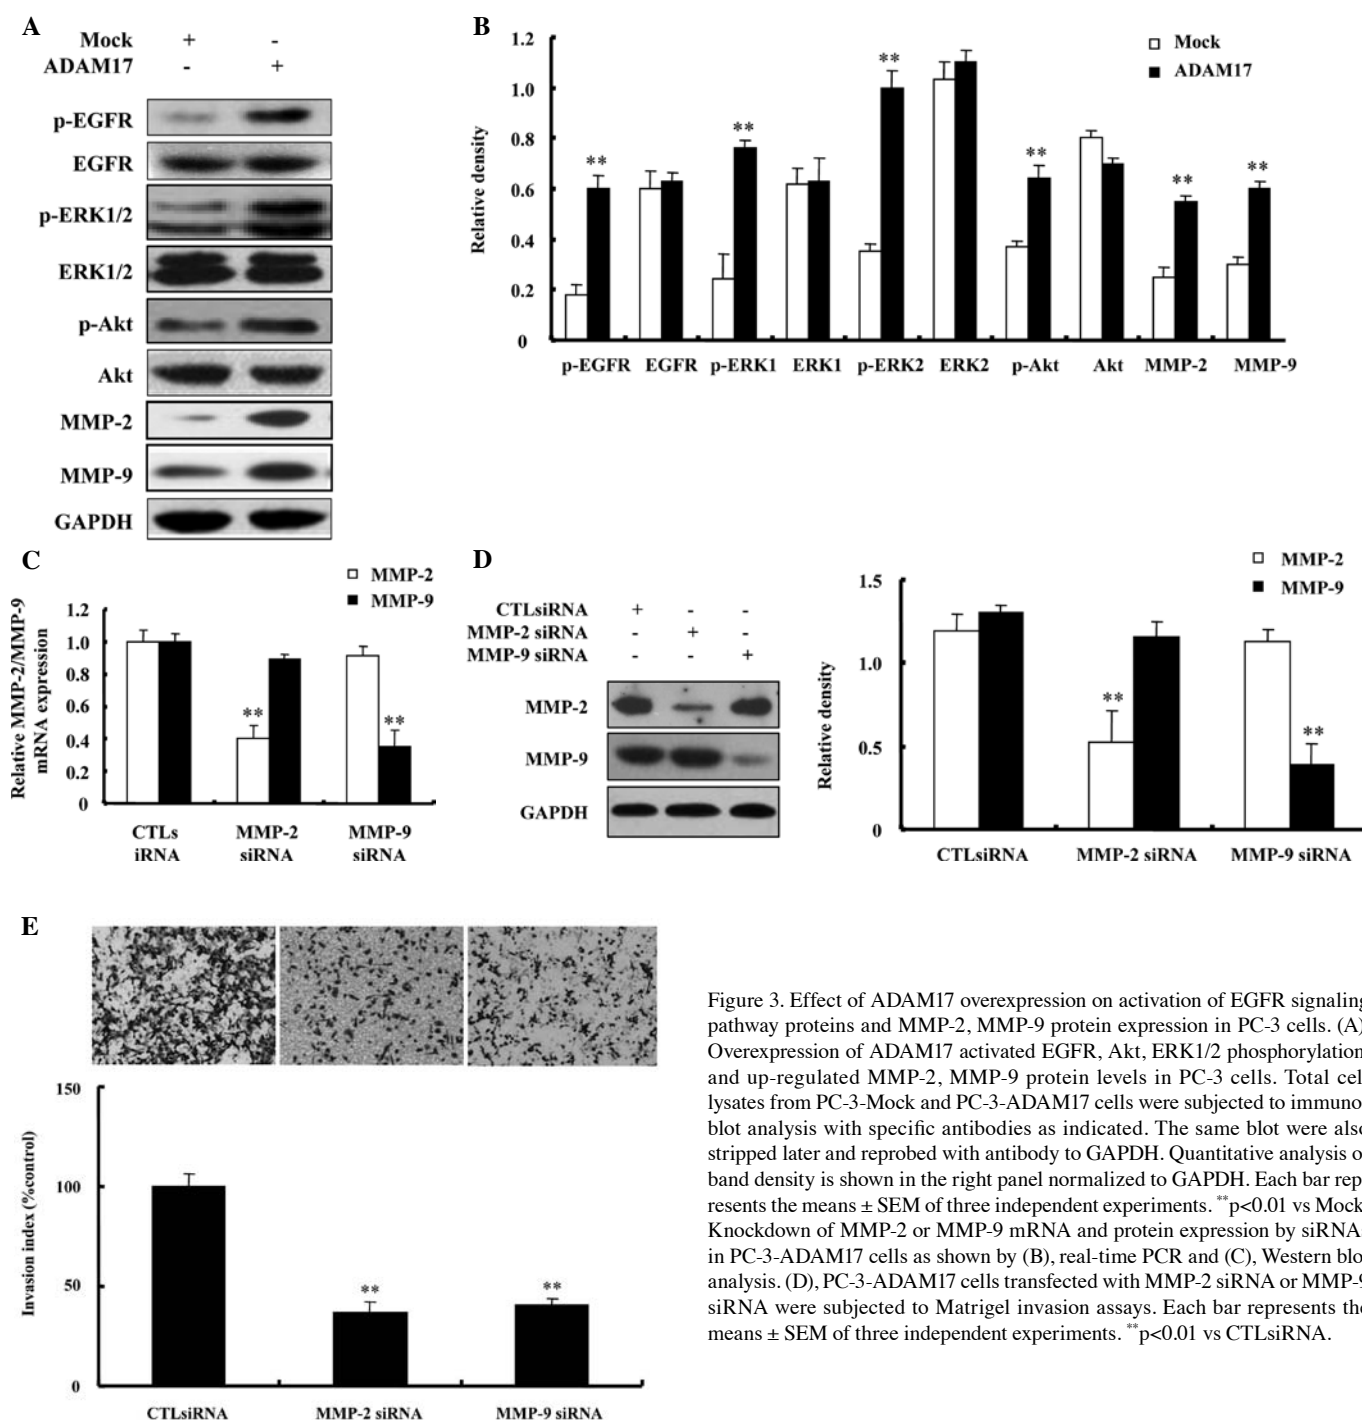 A
Mock + -
ADAM17 - +
p-EGFR
EGFR
p-ERK1/2
ERK1/2
p-Akt
Akt
MMP-2
MMP-9
GAPDH
B
Relative density
1.2
1.0
0.8
0.6
0.4
0.2
0
Mock
ADAM17
** ** ** ** ** **
p-EGFR EGFR p-ERK1 ERK1 p-ERK2 ERK2 p-Akt Akt MMP-2 MMP-9
C
Relative MMP-2/MMP-9
mRNA expression
MMP-2
MMP-9
1.2
1.0
0.8
0.6
0.4
0.2
0
** **
CTLs MMP-2 MMP-9
iRNA siRNA siRNA
D
CTLsiRNA + - -
MMP-2 siRNA - + -
MMP-9 siRNA - - +
MMP-2
MMP-9
GAPDH
Relative density
MMP-2
MMP-9
1.5
1.0
0.5
0
** **
CTLsiRNA MMP-2 siRNA MMP-9 siRNA
E
Invasion index (%control)
150
100
50
0
** **
CTLsiRNA MMP-2 siRNA MMP-9 siRNA
Figure 3. Effect of ADAM17 overexpression on activation of EGFR signaling
pathway proteins and MMP-2, MMP-9 protein expression in PC-3 cells. (A)
Overexpression of ADAM17 activated EGFR, Akt, ERK1/2 phosphorylation
and up-regulated MMP-2, MMP-9 protein levels in PC-3 cells. Total cel
lysates from PC-3-Mock and PC-3-ADAM17 cells were subjected to immuno
blot analysis with specific antibodies as indicated. The same blot were also
stripped later and reprobed with antibody to GAPDH. Quantitative analysis o
band density is shown in the right panel normalized to GAPDH. Each bar rep
resents the means ± SEM of three independent experiments. **p<0.01 vs Mock
Knockdown of MMP-2 or MMP-9 mRNA and protein expression by siRNA
in PC-3-ADAM17 cells as shown by (B), real-time PCR and (C), Western blo
analysis. (D), PC-3-ADAM17 cells transfected with MMP-2 siRNA or MMP-9
siRNA were subjected to Matrigel invasion assays. Each bar represents the
means ± SEM of three independent experiments. **p<0.01 vs CTLsiRNA.